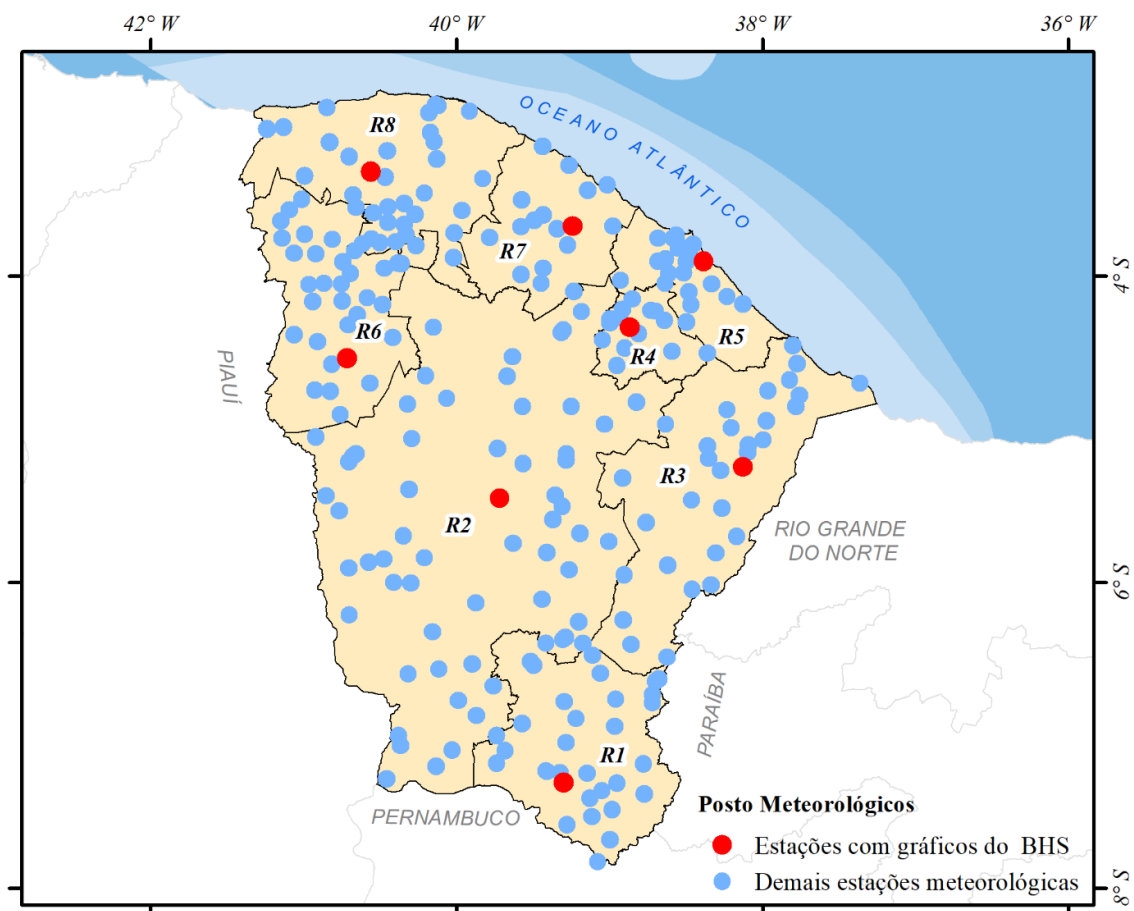 42° W
40° W
38° W
36° W
OCEANO ATLÂNTICO
R8
R7
4° S
R6
R4
R5
PIAUÍ
R3
R2
RIO GRANDE
DO NORTE
6° S
PARAÍBA
R1
PERNAMBUCO
Posto Meteorológicos
Estações com gráficos do BHS
Demais estações meteorológicas
8° S